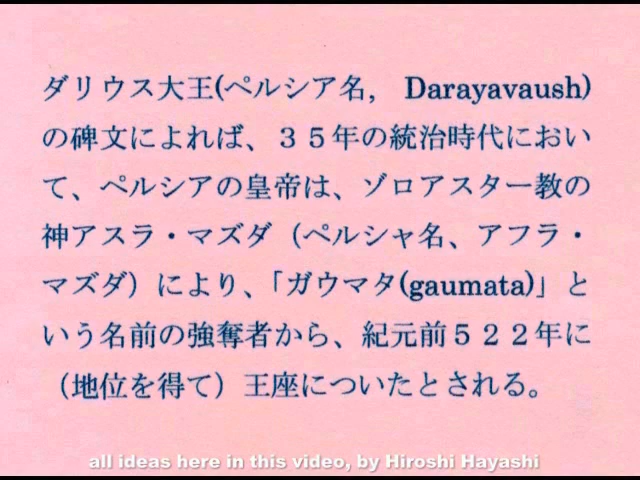 ダリウス大王(ペルシア名, Darayavaush)
の碑文によれば、３５年の統治時代におい
て、ペルシアの皇帝は、ゾロアスター教の
神アスラ・マズダ（ペルシャ名、アフラ・
マズダ）により、「ガウマタ(gaumata)」と
いう名前の強奪者から、紀元前５２２年に
（地位を得て）王座についたとされる。
all ideas here in this video, by Hiroshi Hayashi